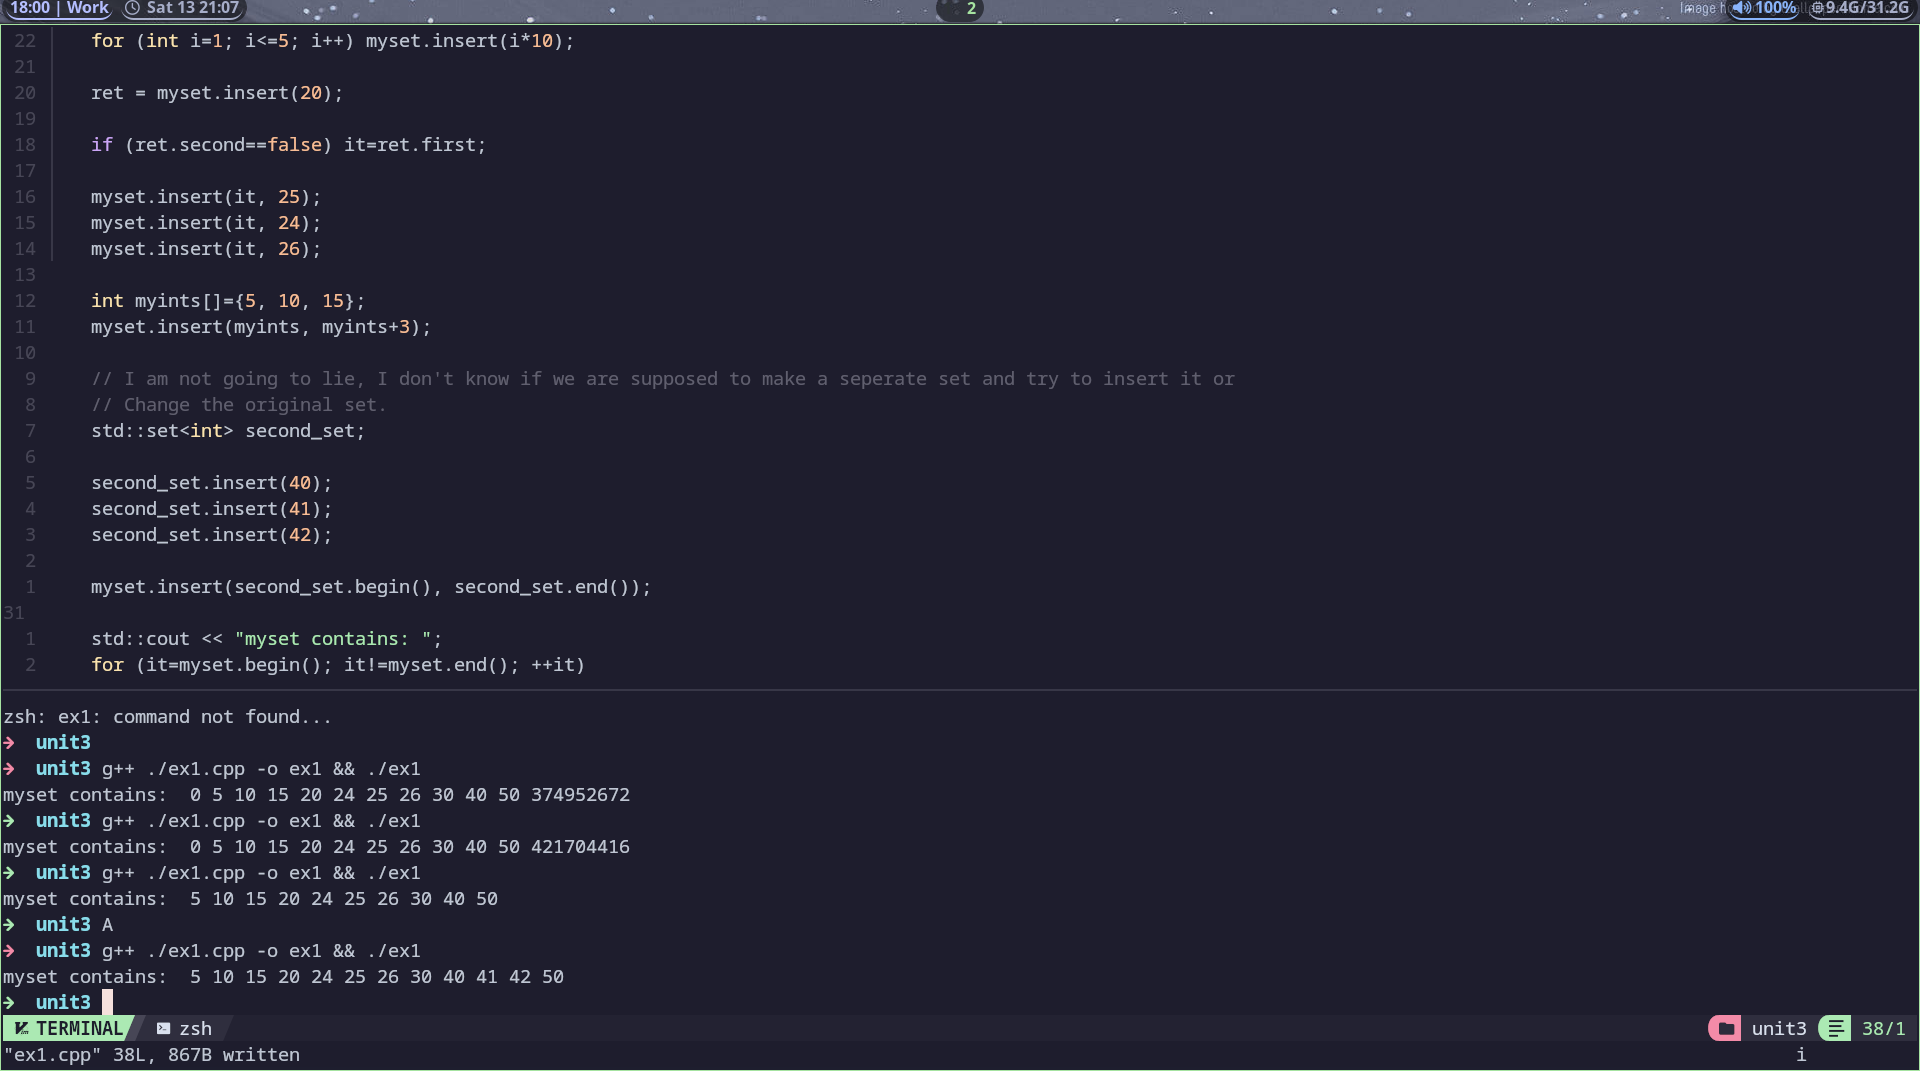 18:00 | Work Sat 13 21:07 2 100% 9.4G/31.2G
22 for (int i=1; i<=5; i++) myset.insert(i*10);
21
20 ret = myset.insert(20);
19
18 if (ret.second==false) it=ret.first;
17
16 myset.insert(it, 25);
15 myset.insert(it, 24);
14 myset.insert(it, 26);
13
12 int myints[]={5, 10, 15};
11 myset.insert(myints, myints+3);
10
9 // I am not going to lie, I don't know if we are supposed to make a seperate set and try to insert it or
8 // Change the original set.
7 std::set<int> second_set;
6
5 second_set.insert(40);
4 second_set.insert(41);
3 second_set.insert(42);
2
1 myset.insert(second_set.begin(), second_set.end());
31
1 std::cout << "myset contains: ";
2 for (it=myset.begin(); it!=myset.end(); ++it)
zsh: ex1: command not found...
→ unit3
→ unit3 g++ ./ex1.cpp -o ex1 && ./ex1
myset contains:  0 5 10 15 20 24 25 26 30 40 50 374952672
→ unit3 g++ ./ex1.cpp -o ex1 && ./ex1
myset contains:  0 5 10 15 20 24 25 26 30 40 50 421704416
→ unit3 g++ ./ex1.cpp -o ex1 && ./ex1
myset contains:  5 10 15 20 24 25 26 30 40 50
→ unit3 A
→ unit3 g++ ./ex1.cpp -o ex1 && ./ex1
myset contains:  5 10 15 20 24 25 26 30 40 41 42 50
→ unit3
TERMINAL zsh unit3 38/1
"ex1.cpp" 38L, 867B written i